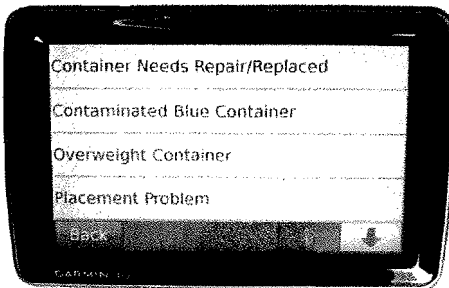 Container Needs Repair/Replaced
Contaminated Blue Container
Overweight Container
Placement Problem
Back
GARMIN